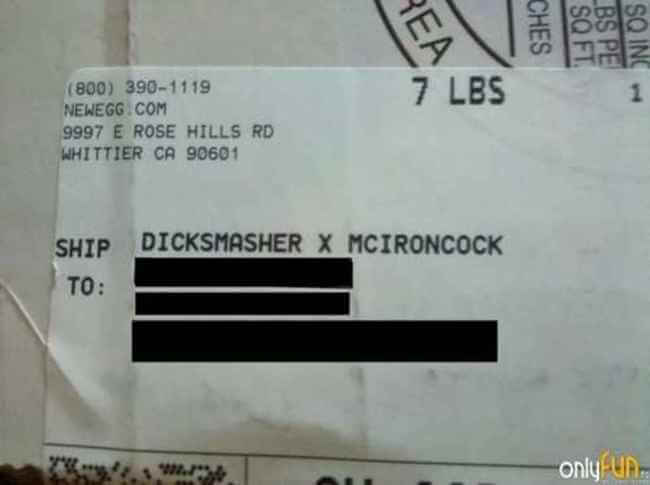 REA
CHES
SQ FT.
LBS PE
SQ INC
(800) 390-1119
7 LBS
1
NEWEGG.COM
9997 E ROSE HILLS RD
WHITTIER CA 90601
SHIP TO:
DICKSMASHER X MCIRONCOCK
onlyfun